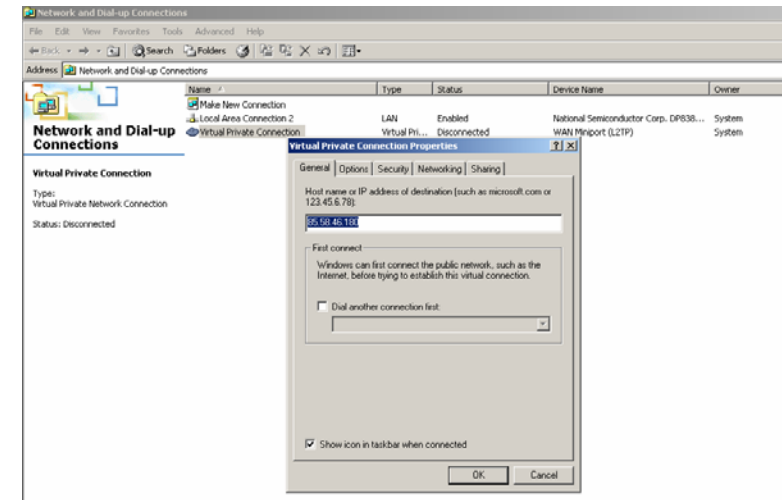 Network and Dial-up Connections
File Edit View Favorites Tools Advanced Help
Back Search Folders
Address Network and Dial-up Connections
Name Type Status Device Name Owner
Make New Connection
Local Area Connection 2 LAN Enabled National Semiconductor Corp. DP838... System
Virtual Private Connection Virtual Pri... Disconnected WAN Miniport (L2TP) System
Network and Dial-up
Connections
Virtual Private Connection
Type:
Virtual Private Network Connection
Status: Disconnected
Virtual Private Connection Properties
General Options Security Networking Sharing
Host name or IP address of destination (such as microsoft.com or
123.45.6.78):
85.58.46.180
First connect
Windows can first connect the public network, such as the
Internet, before trying to establish this virtual connection.
Dial another connection first:
Show icon in taskbar when connected
OK Cancel